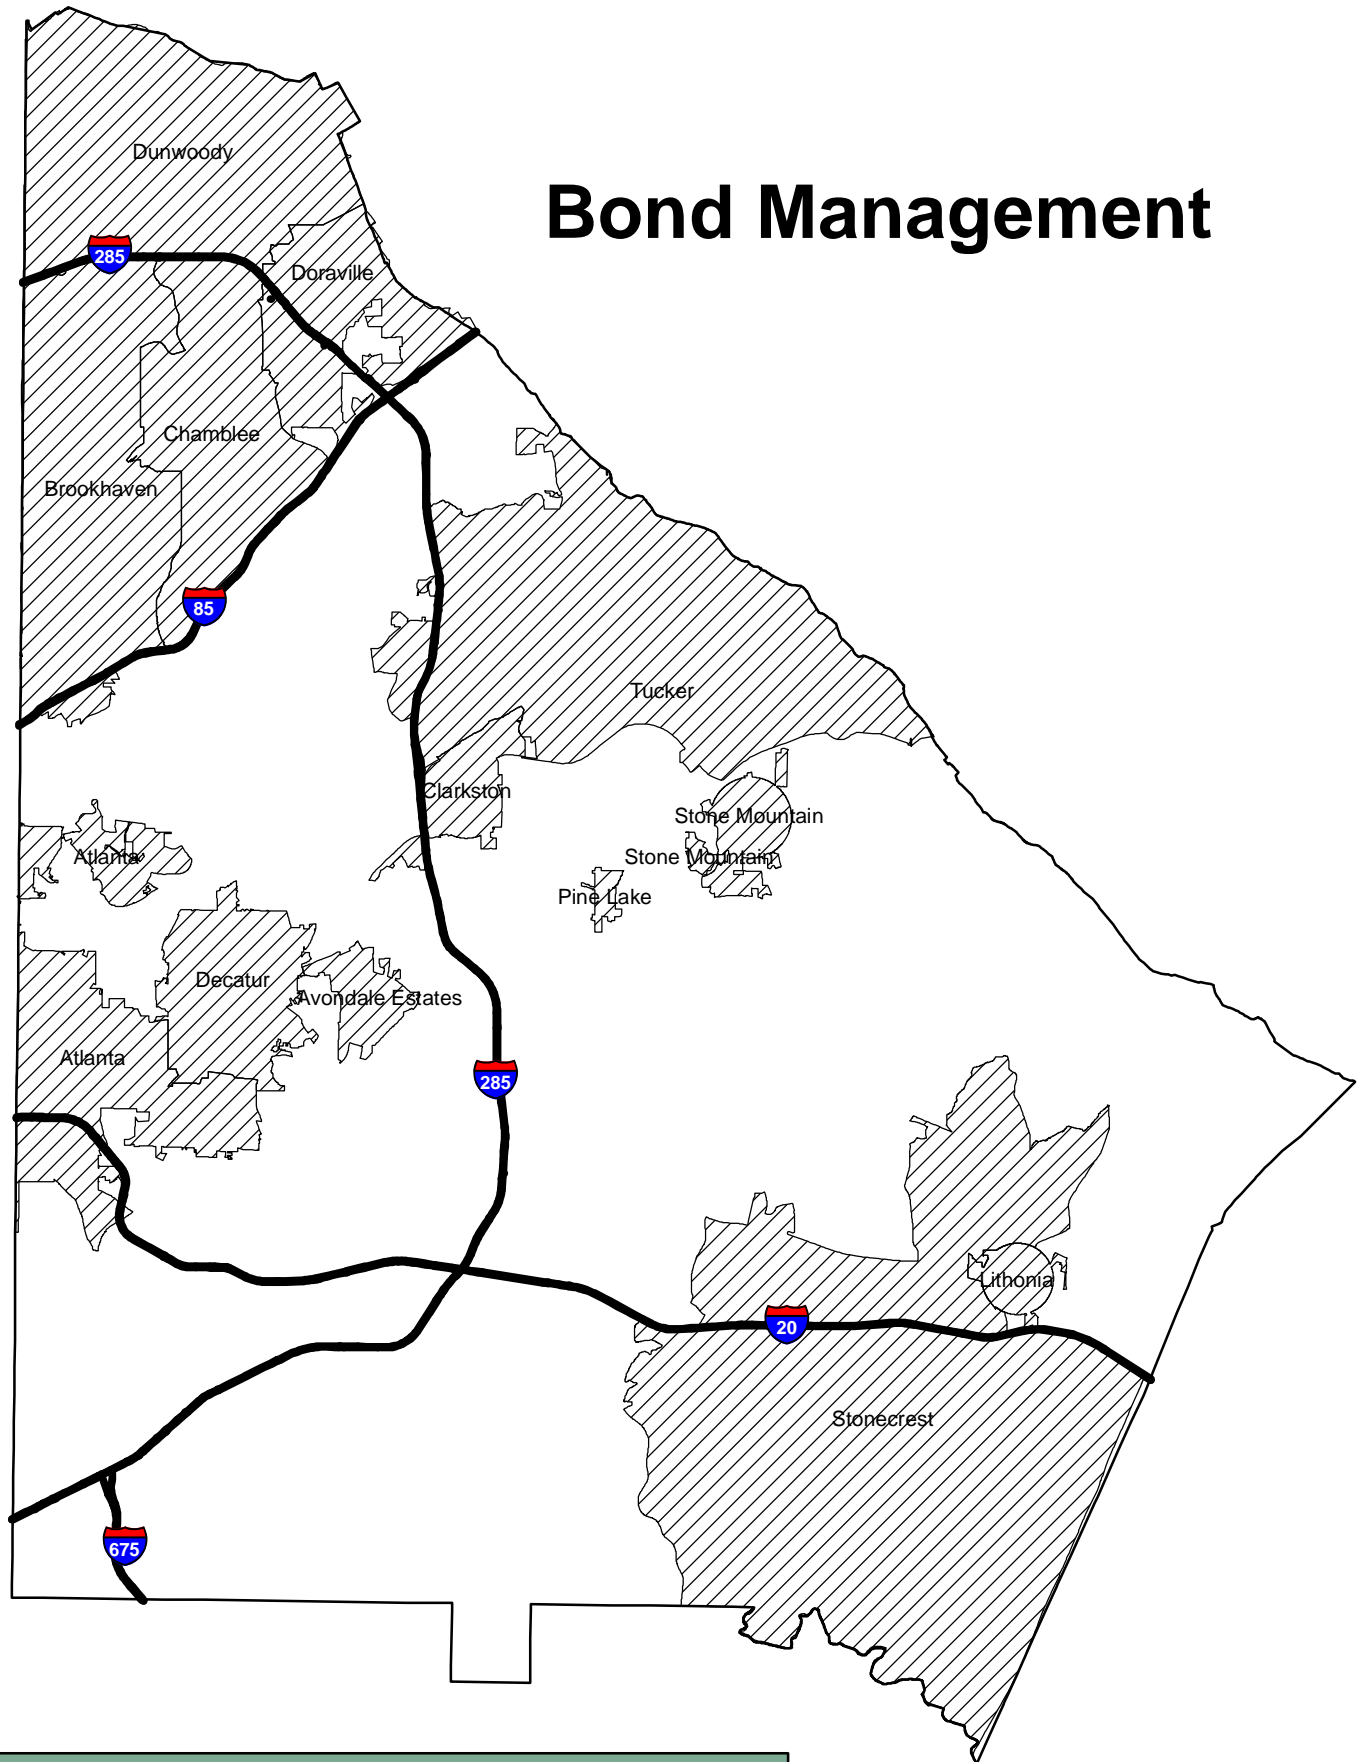 Dunwoody
Bond Management
285
Doraville
Chamblee
Brookhaven
85
Tucker
Clarkston
Stone Mountain
Atlanta
Stone Mountain
Pine Lake
Decatur
Avondale Estates
Atlanta
285
Lithonia
20
Stonecrest
675